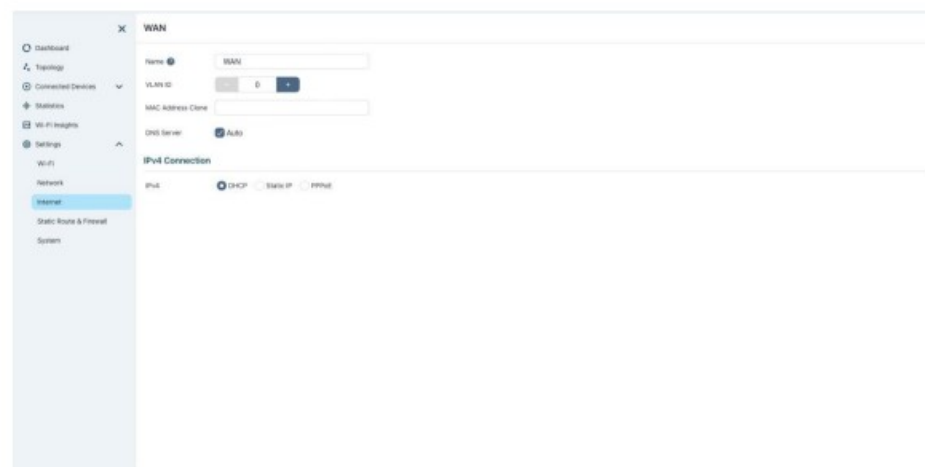 WAN
Dashboard
Topology
Connected Devices
Statistics
Wi-Fi Insights
Settings
Wi-Fi
Network
Internet
Static Route & Firewall
System
Name ? WAN
VLAN ID - 0 +
MAC Address Clone
DNS Server Auto
IPv4 Connection
IPv4 DHCP Static IP PPPoE